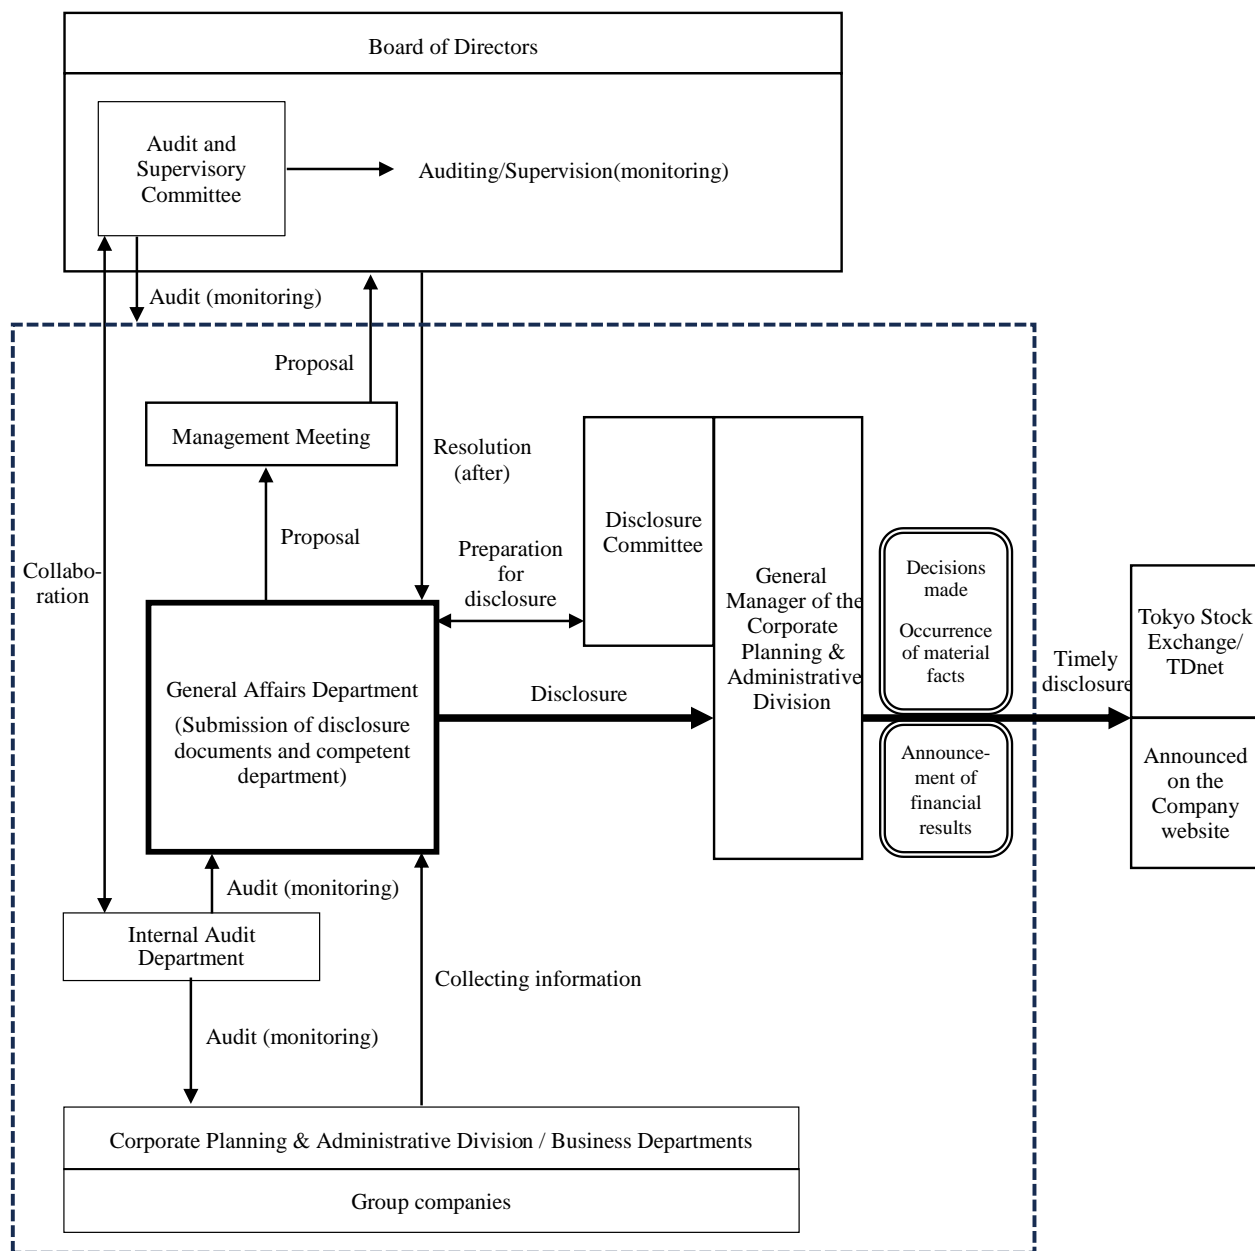 Board of Directors
Audit and
Supervisory
Committee
Auditing/Supervision(monitoring)
Audit (monitoring)
Proposal
Management Meeting
Resolution
(after)
Proposal
Collabo-
ration
Preparation
for
disclosure
Disclosure
Committee
General
Manager of the
Corporate
Planning &
Administrative
Division
Decisions
made
Occurrence
of material
facts
Tokyo Stock
Exchange/
TDnet
Timely
disclosure
General Affairs Department
(Submission of disclosure
documents and competent
department)
Disclosure
Announce-
ment of
financial
results
Announced
on the
Company
website
Audit (monitoring)
Internal Audit
Department
Collecting information
Audit (monitoring)
Corporate Planning & Administrative Division / Business Departments
Group companies